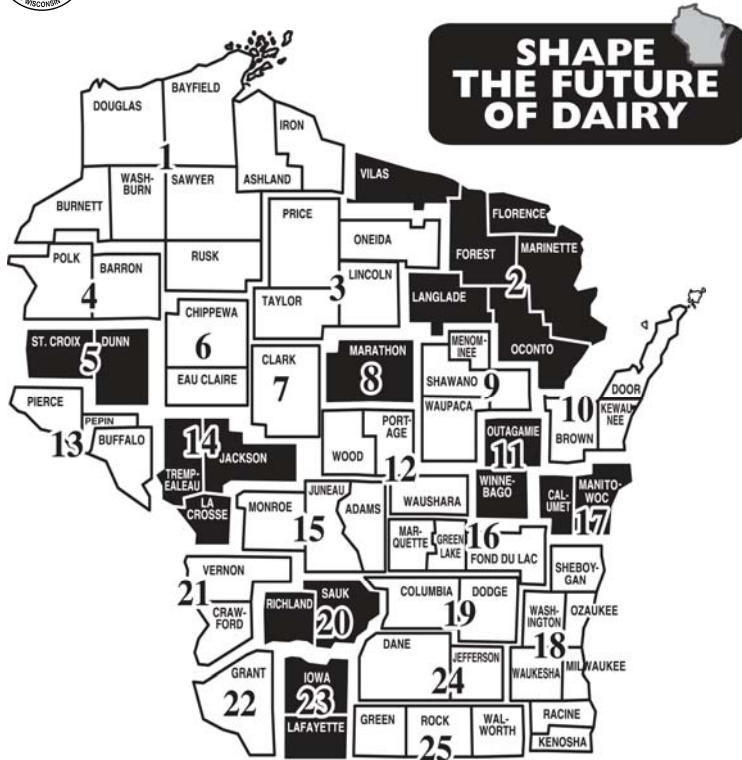 WISCONSIN
SHAPE
THE FUTURE
OF DAIRY
DOUGLAS
BAYFIELD
IRON
1
WASH-
BURN
SAWYER
ASHLAND
BURNETT
VILAS
FLORENCE
PRICE
ONEIDA
FOREST
MARINETTE
POLK
BARRON
RUSK
LINCOLN
2
4
TAYLOR
3
LANGLADE
CHIPPEWA
6
ST. CROIX
DUNN
5
MARATHON
8
MENOM-
INEE
OCONTO
EAU CLAIRE
CLARK
7
SHAWANO
9
DOOR
PIERCE
WAUPACA
10
KEWAU-
NEE
PEPIN
13
BUFFALO
14
PORT-
AGE
OUTAGAMIE
11
BROWN
JACKSON
WOOD
12
TREMP-
EALEAU
WINNE-
BAGO
MANITO-
WOC
CAL-
UMET
17
LA
CROSSE
MONROE
JUNEAU
ADAMS
WAUSHARA
15
MAR-
QUETTE
GREEN
LAKE
16
FOND DU LAC
SHEBOY-
GAN
VERNON
21
CRAW-
FORD
RICHLAND
SAUK
20
COLUMBIA
DODGE
19
WASH-
INGTON
OZAUKEE
18
DANE
JEFFERSON
24
WAUKESHA
MILWAUKEE
GRANT
22
IOWA
23
LAFAYETTE
GREEN
ROCK
25
WAL-
WORTH
RACINE
KENOSHA